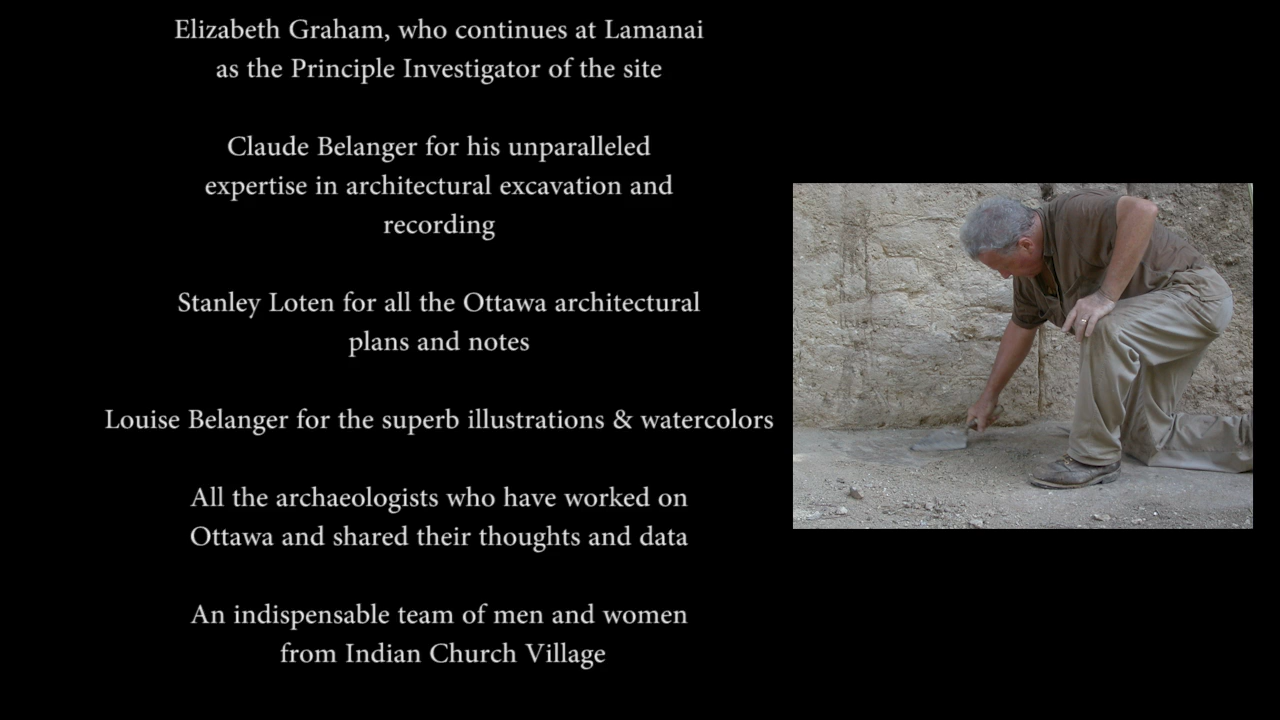 Elizabeth Graham, who continues at Lamanai
as the Principle Investigator of the site
Claude Belanger for his unparalleled
expertise in architectural excavation and
recording
Stanley Loten for all the Ottawa architectural
plans and notes
Louise Belanger for the superb illustrations & watercolors
All the archaeologists who have worked on
Ottawa and shared their thoughts and data
An indispensable team of men and women
from Indian Church Village